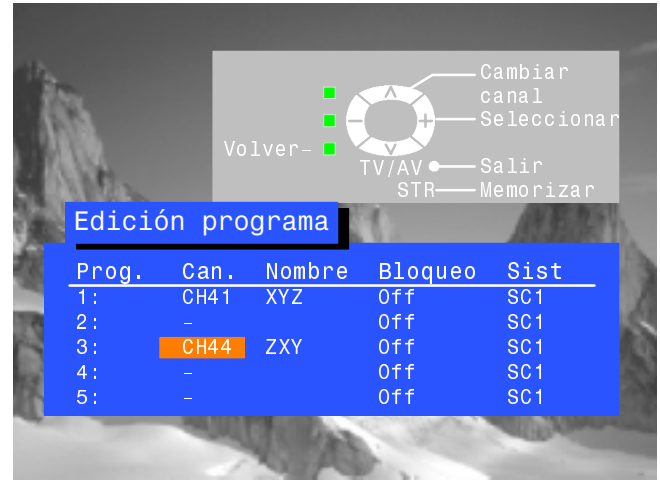 Cambiar
canal
Seleccionar
Volver-
TV/AV Salir
STR Memorizar
Edición programa
Prog. Can. Nombre Bloqueo Sist
1: CH41 XYZ Off SC1
2: - Off SC1
3: CH44 ZXY Off SC1
4: - Off SC1
5: - Off SC1